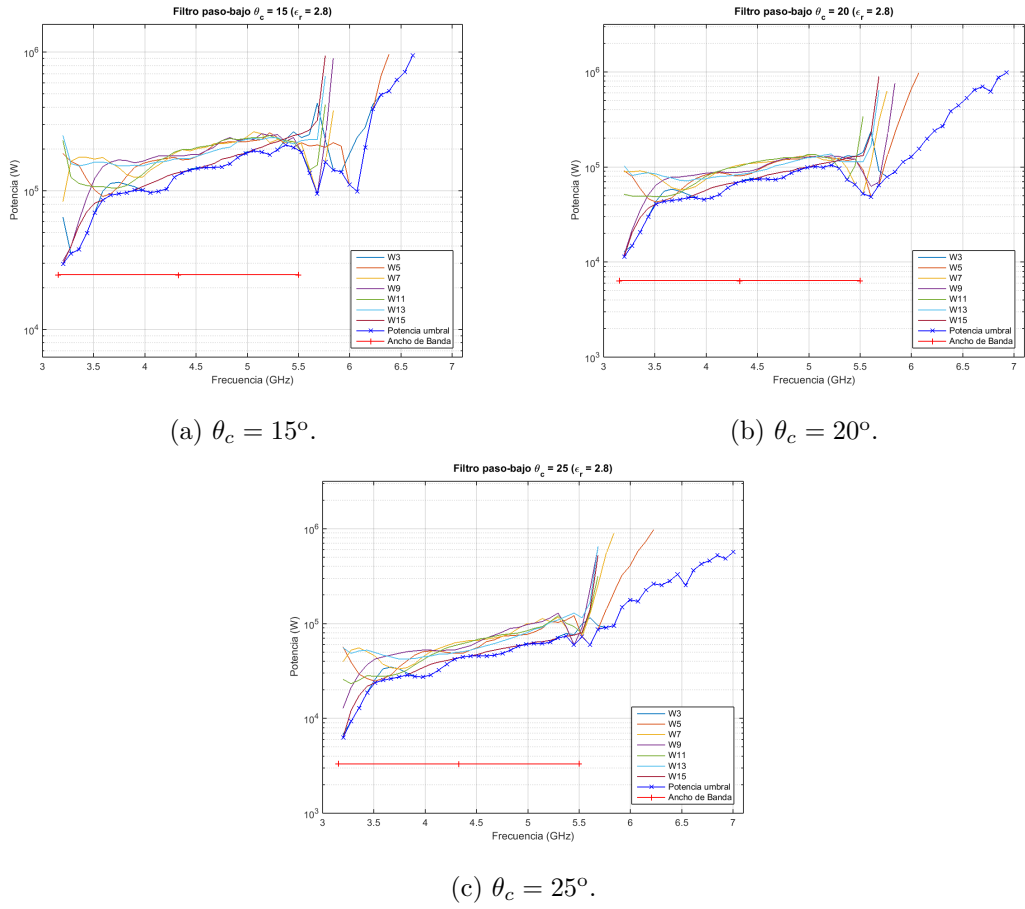 Filtro paso-bajo θc = 15 (ϵr = 2.8)
Potencia (W)
10^6
10^5
10^4
3 3.5 4 4.5 5 5.5 6 6.5 7
Frecuencia (GHz)
W3
W5
W7
W9
W11
W13
W15
Potencia umbral
Ancho de Banda
(a) θc = 15º.
Filtro paso-bajo θc = 20 (ϵr = 2.8)
Potencia (W)
10^6
10^5
10^4
10^3
3 3.5 4 4.5 5 5.5 6 6.5 7
Frecuencia (GHz)
W3
W5
W7
W9
W11
W13
W15
Potencia umbral
Ancho de Banda
(b) θc = 20º.
Filtro paso-bajo θc = 25 (ϵr = 2.8)
Potencia (W)
10^6
10^5
10^4
10^3
3 3.5 4 4.5 5 5.5 6 6.5 7
Frecuencia (GHz)
W3
W5
W7
W9
W11
W13
W15
Potencia umbral
Ancho de Banda
(c) θc = 25º.